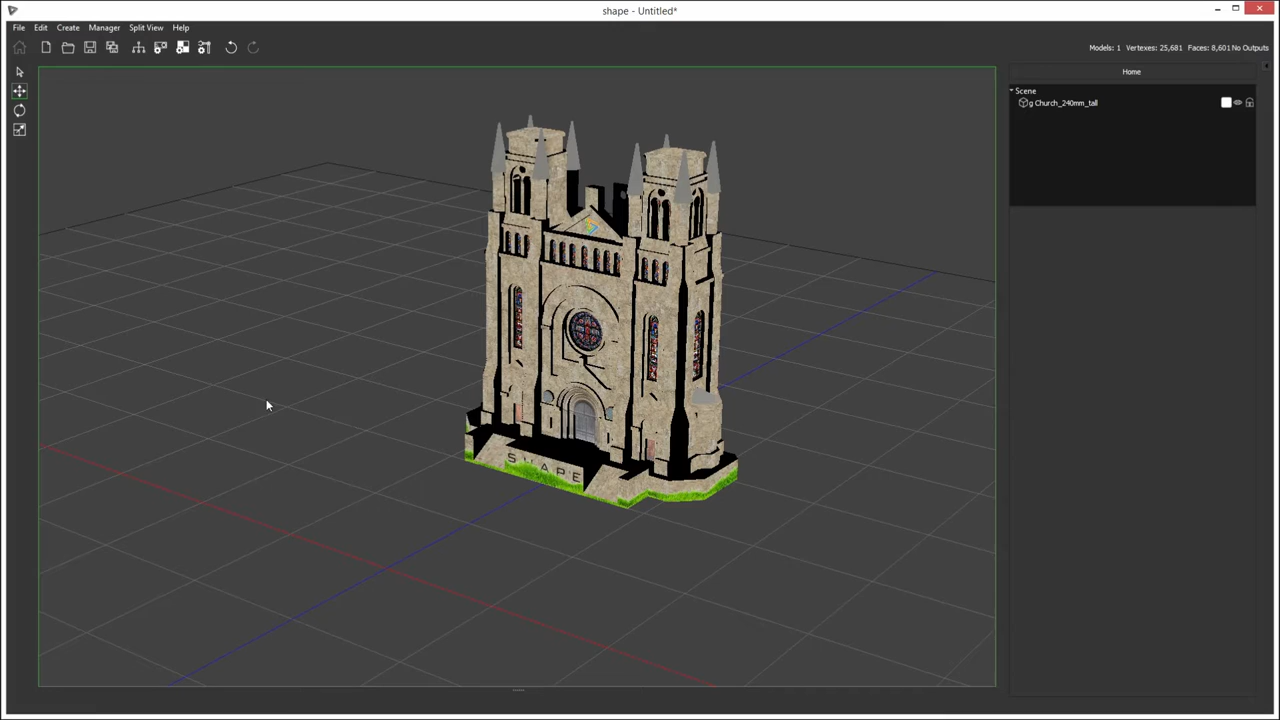 shape - Untitled*
File Edit Create Manager Split View Help
Models: 1 Vertexes: 25,681 Faces: 8,601 No Outputs
Home
Scene
g Church_240mm_tall
SHAPE